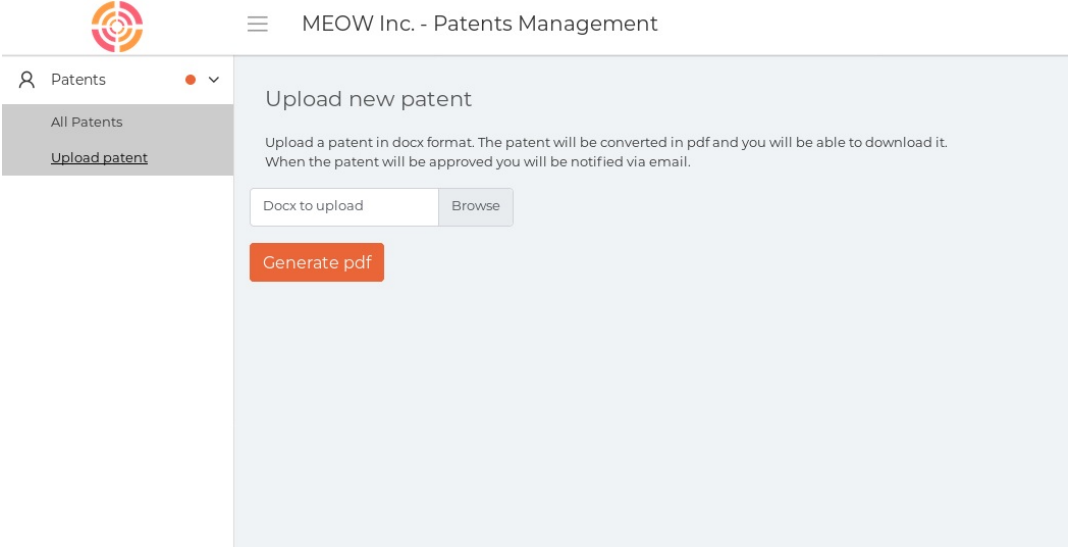 MEOW Inc. - Patents Management
Patents
All Patents
Upload patent
Upload new patent
Upload a patent in docx format. The patent will be converted in pdf and you will be able to download it.
When the patent will be approved you will be notified via email.
Docx to upload
Browse
Generate pdf